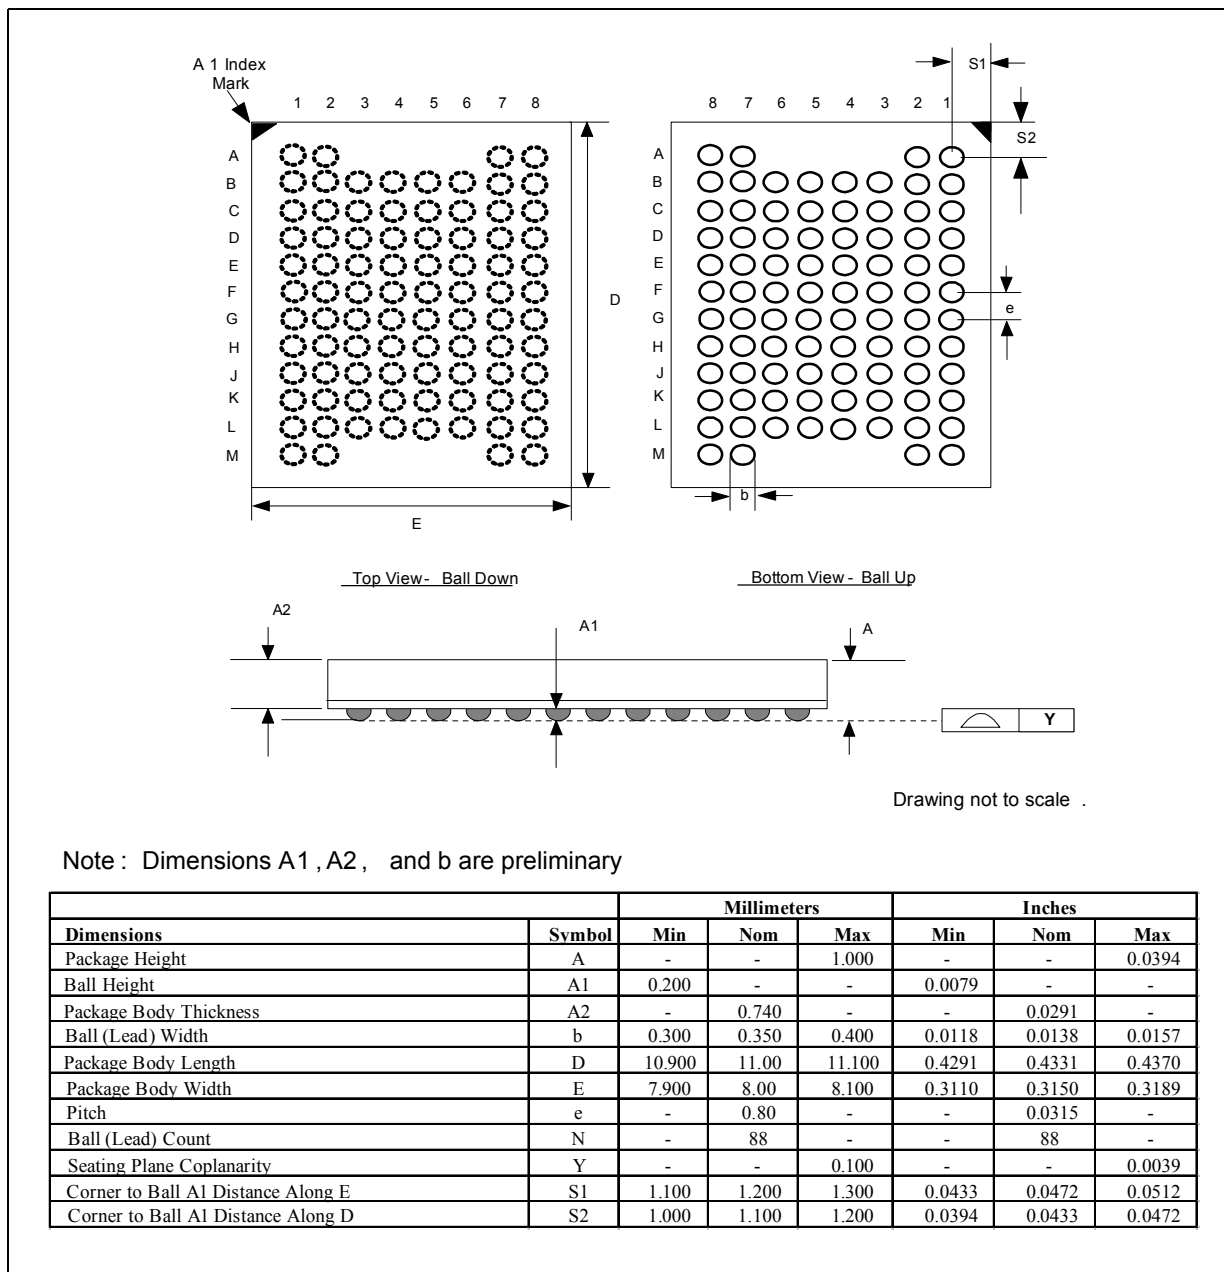 A 1 Index
Mark
1 2 3 4 5 6 7 8
A
B
C
D
E
F
G
H
J
K
L
M
D
E
8 7 6 5 4 3 2 1
S1
S2
A
B
C
D
E
F
G
H
J
K
L
M
e
b
Top View - Ball Down
Bottom View - Ball Up
A2
A1
A
Y
Drawing not to scale .
Note : Dimensions A1 , A2 , and b are preliminary
Millimeters Inches
Dimensions Symbol Min Nom Max Min Nom Max
Package Height A - - 1.000 - - 0.0394
Ball Height A1 0.200 - - 0.0079 - -
Package Body Thickness A2 - 0.740 - - 0.0291 -
Ball (Lead) Width b 0.300 0.350 0.400 0.0118 0.0138 0.0157
Package Body Length D 10.900 11.00 11.100 0.4291 0.4331 0.4370
Package Body Width E 7.900 8.00 8.100 0.3110 0.3150 0.3189
Pitch e - 0.80 - - 0.0315 -
Ball (Lead) Count N - 88 - - 88 -
Seating Plane Coplanarity Y - - 0.100 - - 0.0039
Corner to Ball A1 Distance Along E S1 1.100 1.200 1.300 0.0433 0.0472 0.0512
Corner to Ball A1 Distance Along D S2 1.000 1.100 1.200 0.0394 0.0433 0.0472